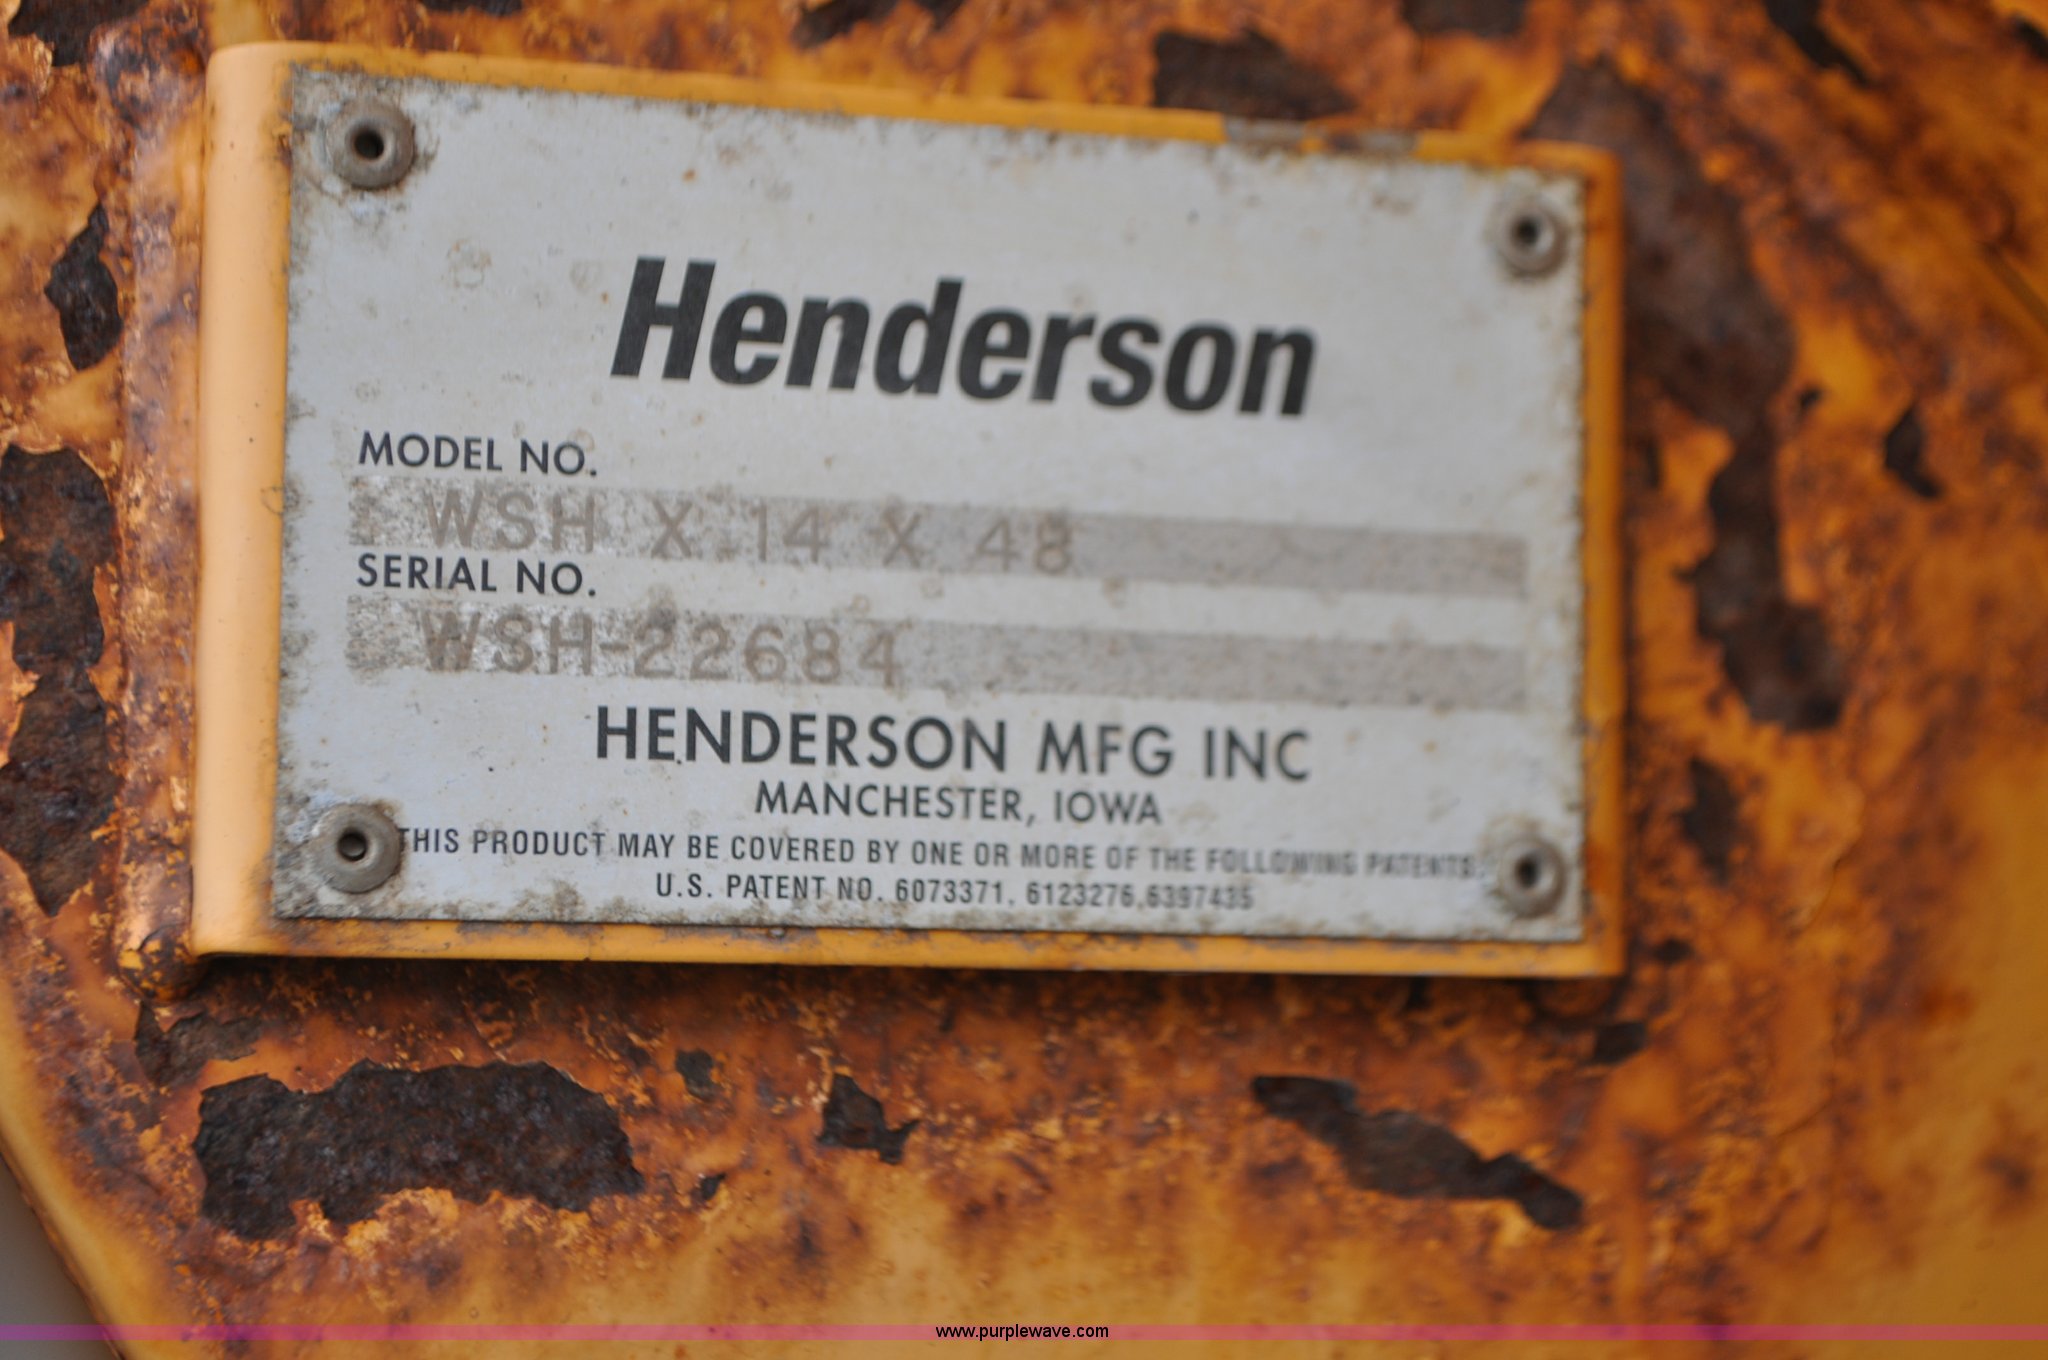 Henderson
MODEL NO.
WSH X 14 X 48
SERIAL NO.
WSH-22684
HENDERSON MFG INC
MANCHESTER, IOWA
THIS PRODUCT MAY BE COVERED BY ONE OR MORE OF THE FOLLOWING PATENTS:
U.S. PATENT NO. 6073371, 6123276,6397435
www.purplewave.com